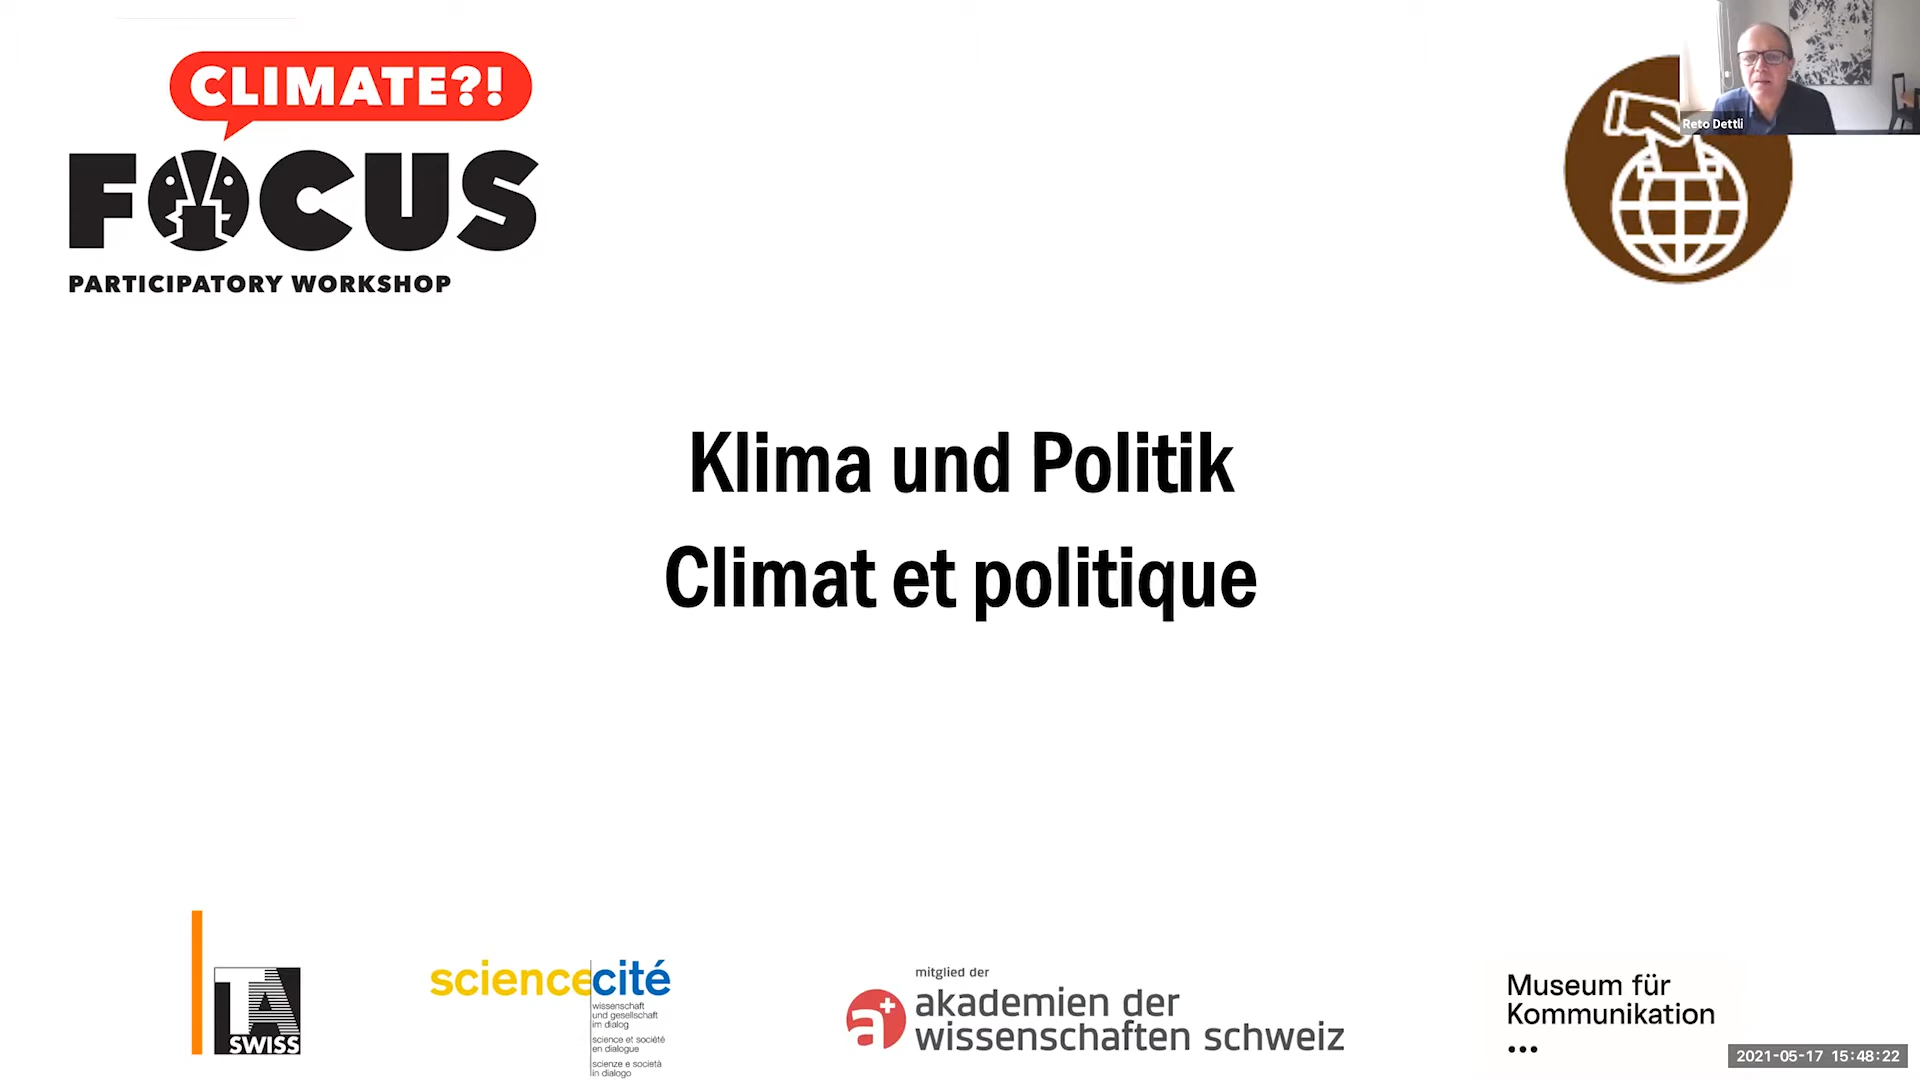 CLIMATE?!
FOCUS
PARTICIPATORY WORKSHOP
Reto Dettli
Klima und Politik
Climat et politique
TA
SWISS
sciencecité
wissenschaft
und gesellschaft
im dialog
science et société
en dialogue
scienze e società
in dialogo
mitglied der
a+
akademien der
wissenschaften schweiz
Museum für
Kommunikation
...
2021-05-17 15:48:22